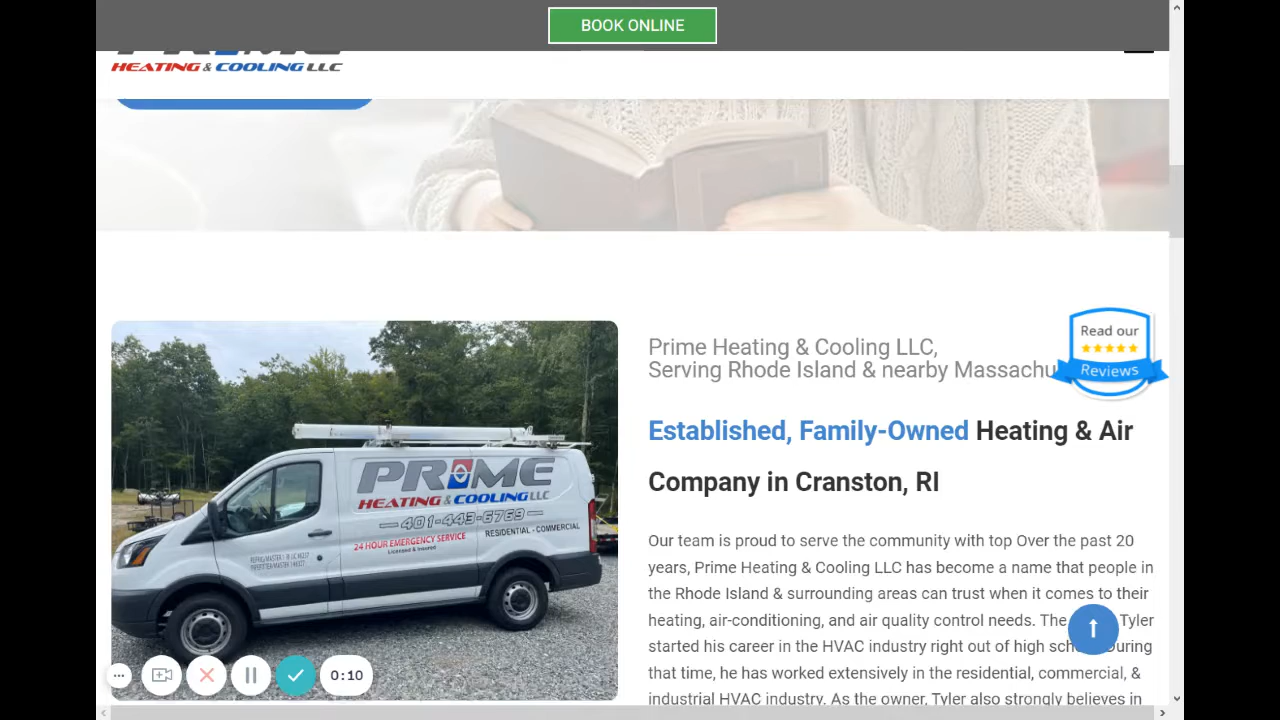 BOOK ONLINE
HEATING & COOLING LLC
Read our
Reviews
Prime Heating & Cooling LLC,
Serving Rhode Island & nearby Massachu
Established, Family-Owned Heating & Air
Company in Cranston, RI
Our team is proud to serve the community with top Over the past 20
years, Prime Heating & Cooling LLC has become a name that people in
the Rhode Island & surrounding areas can trust when it comes to their
heating, air-conditioning, and air quality control needs. The Tyler
started his career in the HVAC industry right out of high sch During
that time, he has worked extensively in the residential, commercial, &
industrial HVAC industry. As the owner, Tyler also strongly believes in
PRIME
HEATING & COOLING LLC
401-443-6763
24 HOUR EMERGENCY SERVICE
Licensed & Insured
RESIDENTIAL - COMMERCIAL
0:10